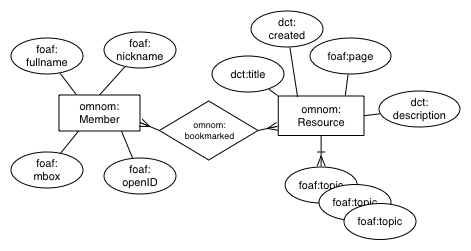 foaf:
fullname
foaf:
nickname
dct:
created
foaf:page
dct:title
omnom:
Member
omnom:
bookmarked
omnom:
Resource
dct:
description
foaf:
mbox
foaf:
openID
foaf:topic
foaf:topic
foaf:topic